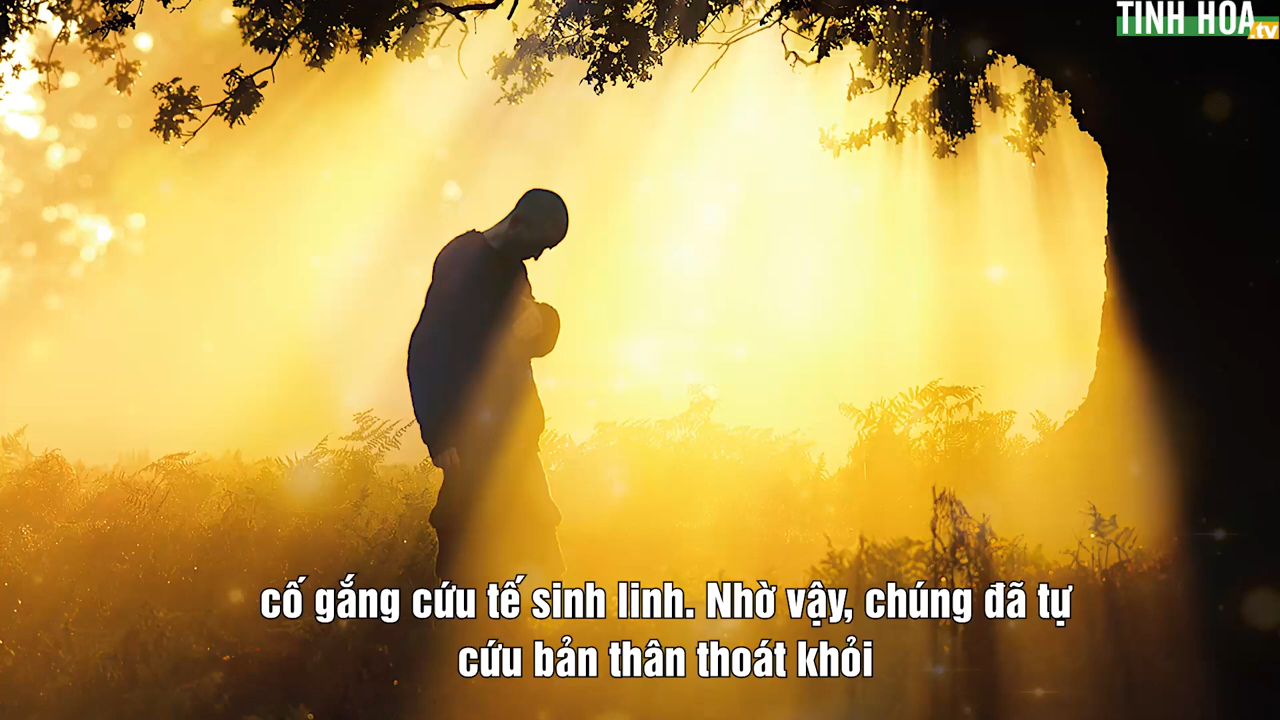 TINH HOA
.tv
cố gắng cứu tế sinh linh. Nhờ vậy, chúng đã tự
cứu bản thân thoát khỏi